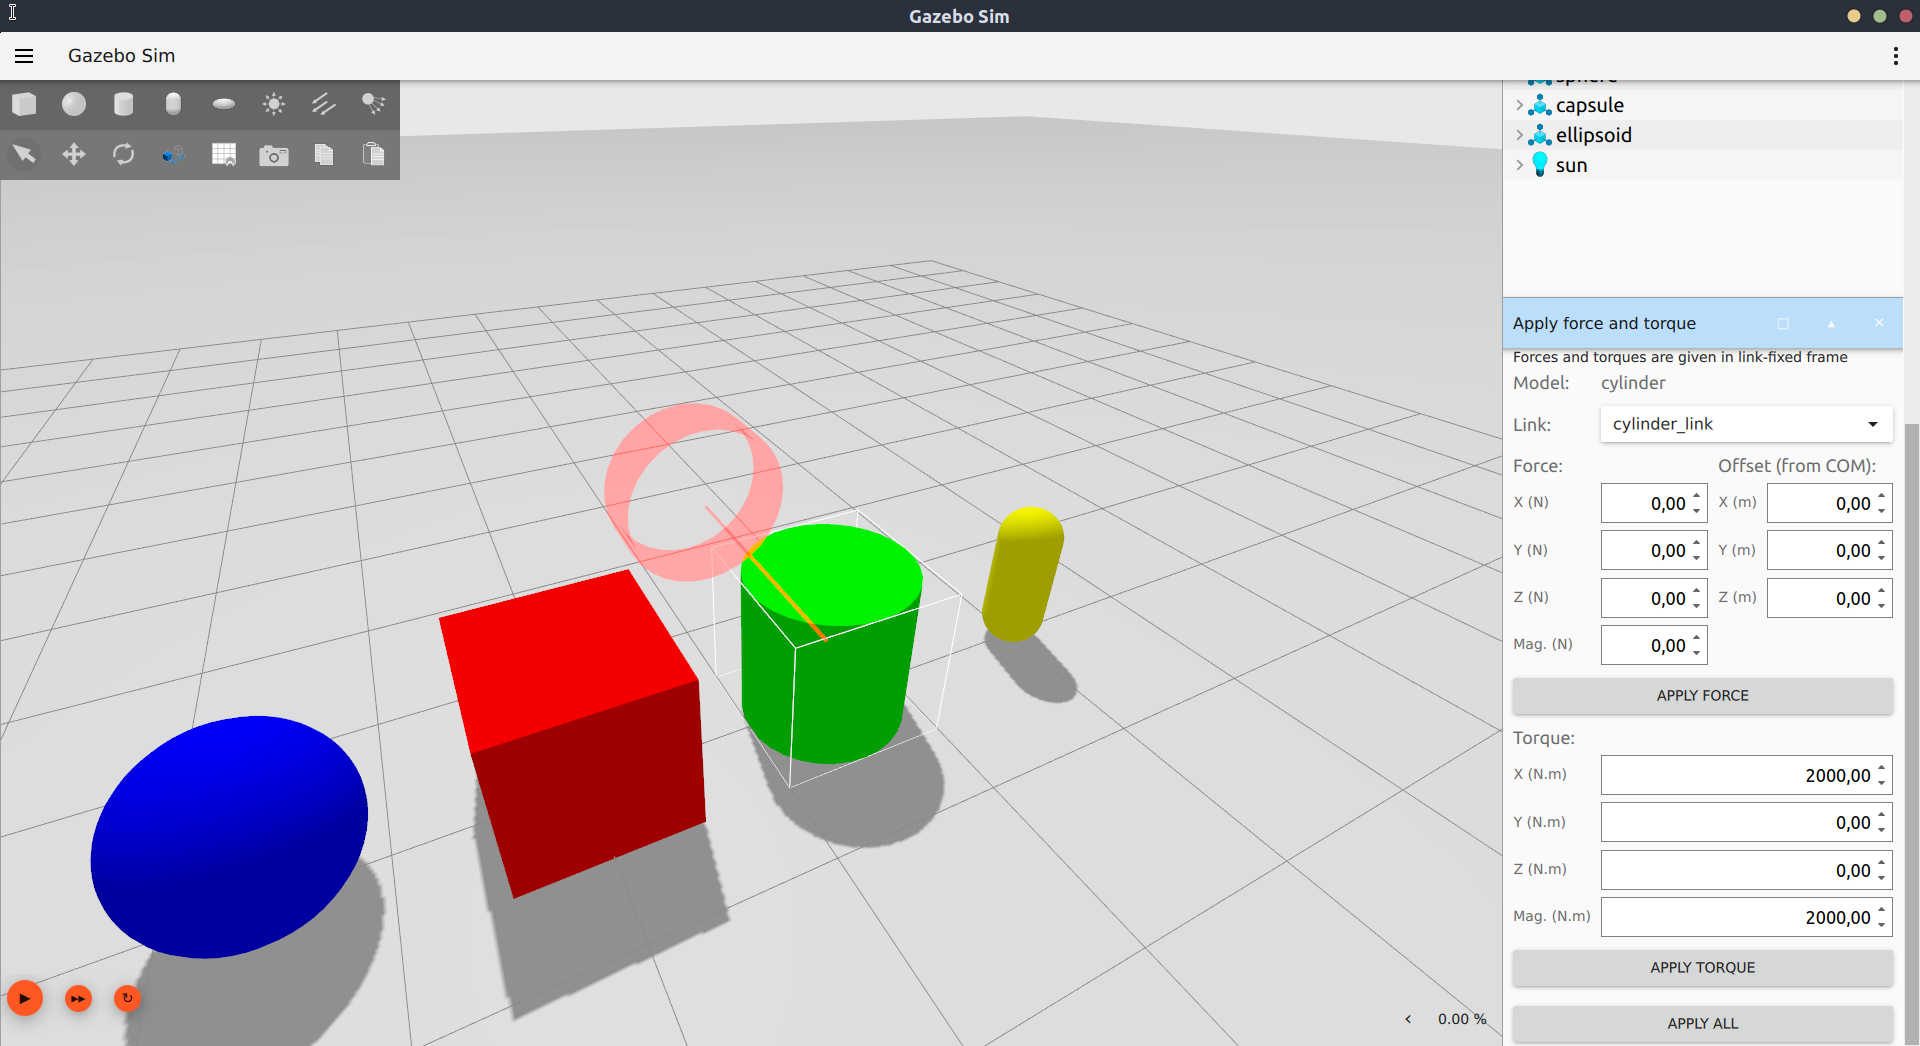 Gazebo Sim
Gazebo Sim
sphere
capsule
ellipsoid
sun
Apply force and torque
Forces and torques are given in link-fixed frame
Model: cylinder
Link: cylinder_link
Force: Offset (from COM):
X (N) 0,00 X (m) 0,00
Y (N) 0,00 Y (m) 0,00
Z (N) 0,00 Z (m) 0,00
Mag. (N) 0,00
APPLY FORCE
Torque:
X (N.m) 2000,00
Y (N.m) 0,00
Z (N.m) 0,00
Mag. (N.m) 2000,00
APPLY TORQUE
APPLY ALL
0.00 %